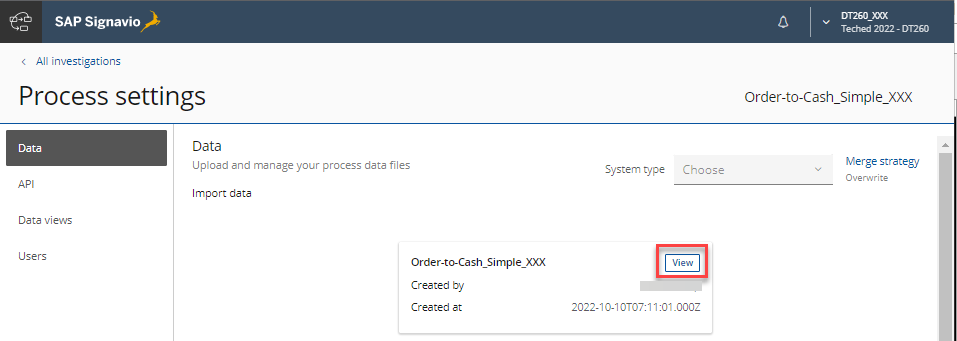 SAP Signavio
DT260_XXX
Teched 2022 - DT260
All investigations
Process settings
Order-to-Cash_Simple_XXX
Data
API
Data views
Users
Data
Upload and manage your process data files
Import data
System type
Choose
Merge strategy
Overwrite
Order-to-Cash_Simple_XXX
View
Created by
Created at
2022-10-10T07:11:01.000Z